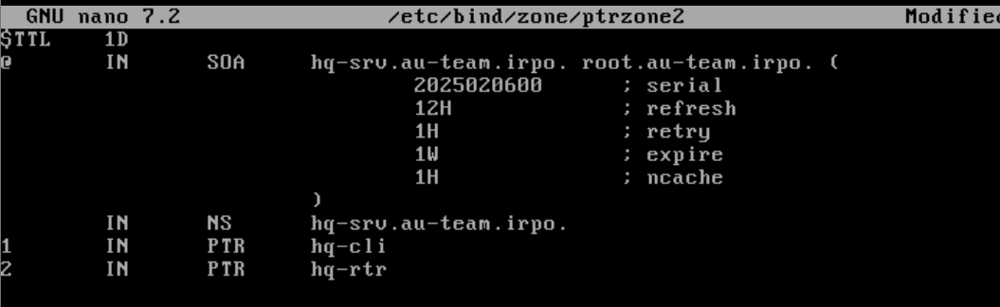 GNU nano 7.2 /etc/bind/zone/ptrzone2 Modified
$TTL 1D
@ IN SOA hq-srv.au-team.irpo. root.au-team.irpo. (
2025020600 ; serial
12H ; refresh
1H ; retry
1W ; expire
1H ; ncache
)
IN NS hq-srv.au-team.irpo.
1 IN PTR hq-cli
2 IN PTR hq-rtr